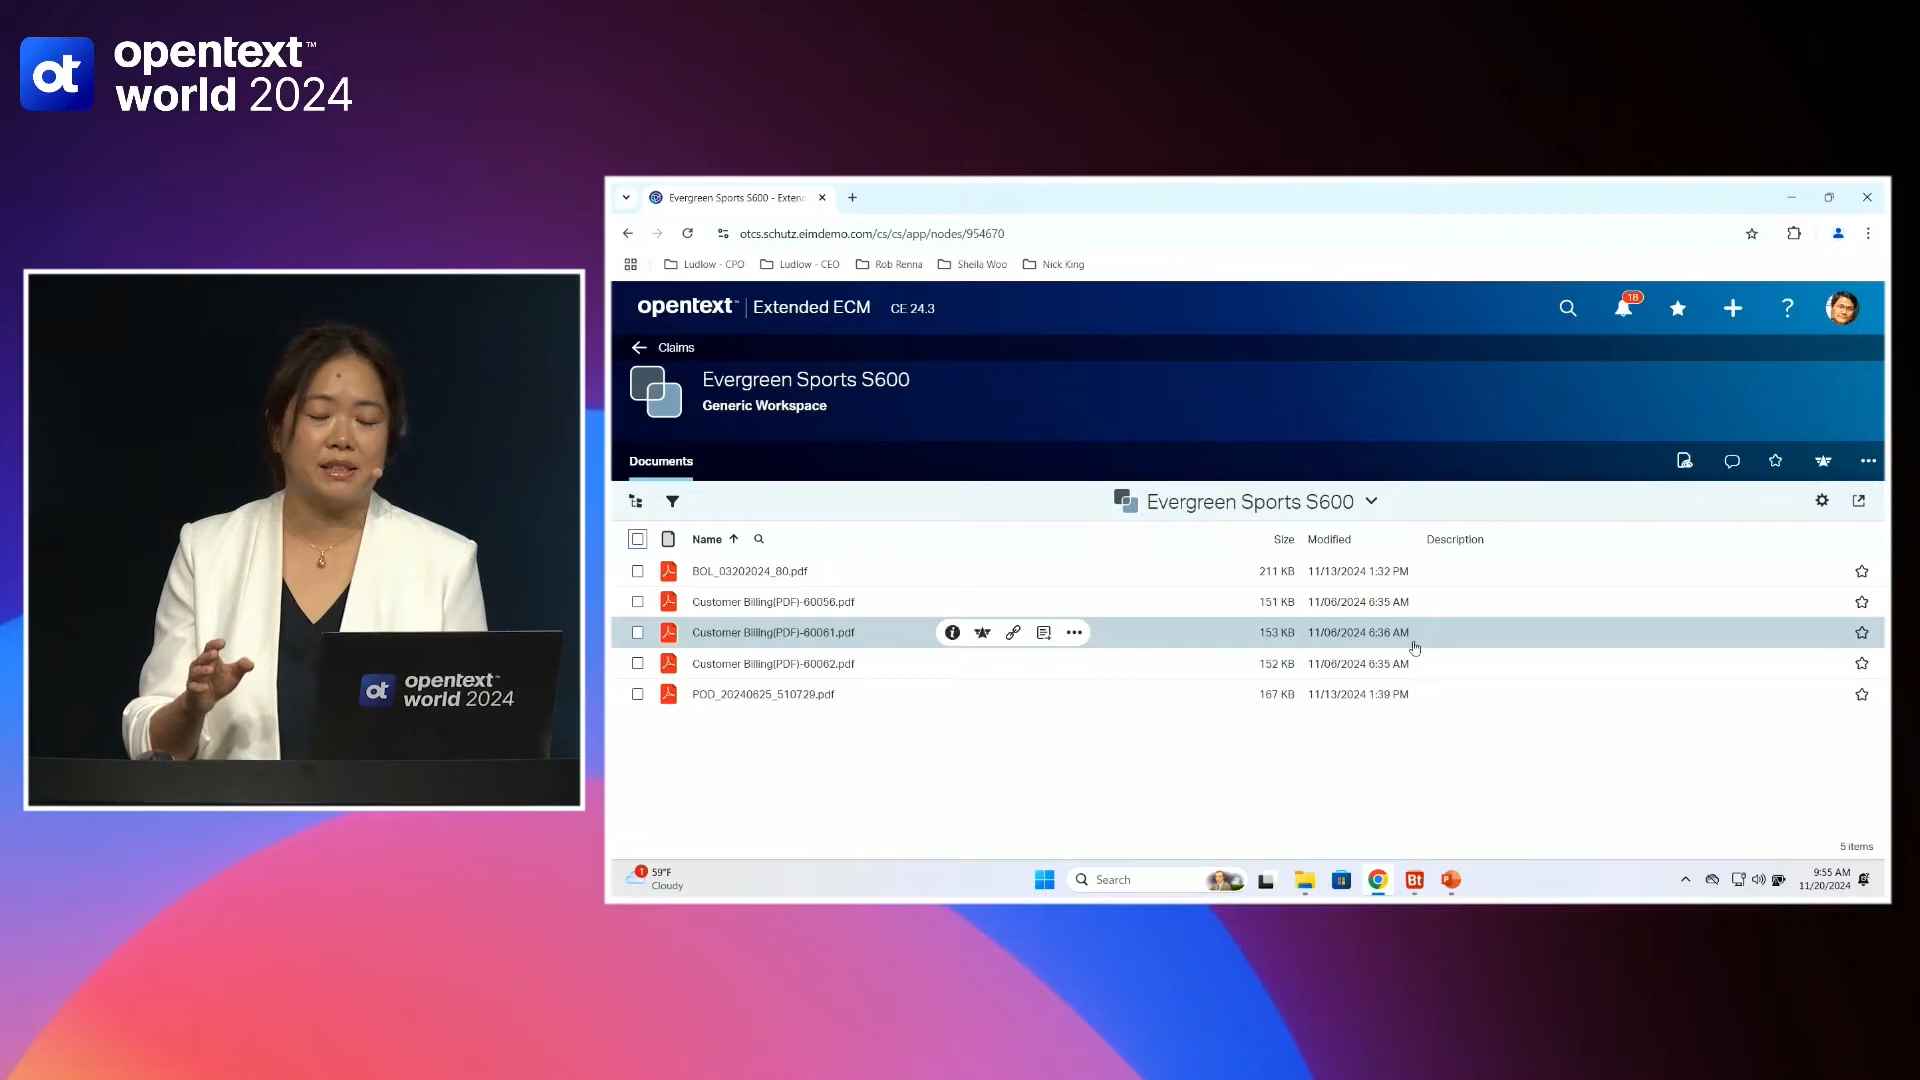 opentext™
world 2024
Evergreen Sports S600 - Exten
otcs.schutz.eimdemo.com/cs/cs/app/nodes/954670
Ludlow - CPO Ludlow - CEO Rob Renna Sheila Woo Nick King
opentext™ Extended ECM CE 24.3
18
Claims
Evergreen Sports S600
Generic Workspace
Documents
Evergreen Sports S600
Name Size Modified Description
BOL_03202024_80.pdf 211 KB 11/13/2024 1:32 PM
Customer Billing(PDF)-60056.pdf 151 KB 11/06/2024 6:35 AM
Customer Billing(PDF)-60061.pdf 153 KB 11/06/2024 6:36 AM
Customer Billing(PDF)-60062.pdf 152 KB 11/06/2024 6:35 AM
POD_20240625_510729.pdf 167 KB 11/13/2024 1:39 PM
5 items
1 59°F
Cloudy
Search
Bt
P
9:55 AM
11/20/2024
ot
opentext™
world 2024